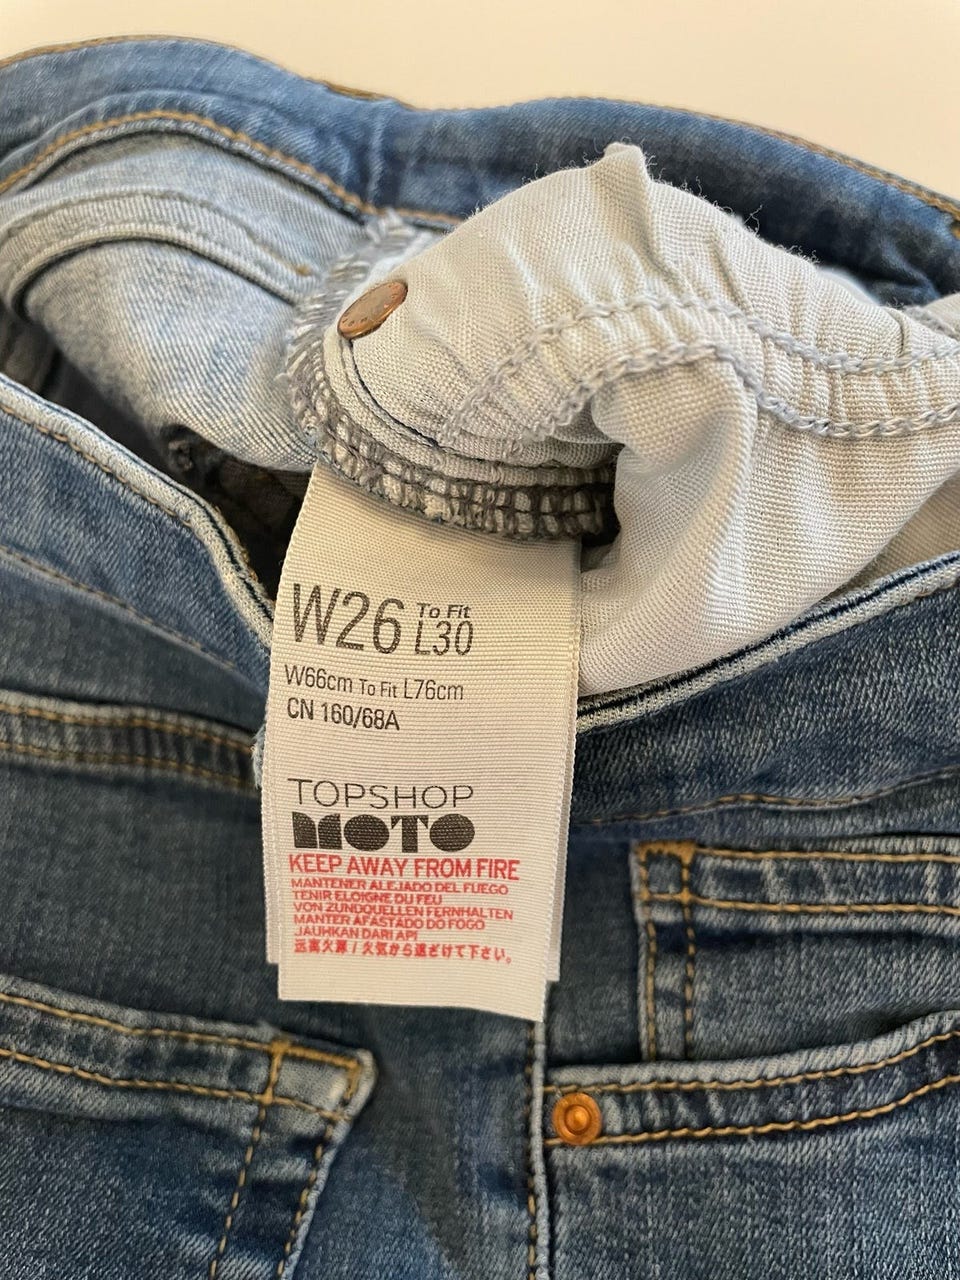 W26 To Fit L30
W66cm To Fit L76cm
CN 160/68A
TOPSHOP
MOTO
KEEP AWAY FROM FIRE
MANTENER ALEJADO DEL FUEGO
TENIR ELOIGNE DU FEU
VON ZUNDQUELLEN FERNHALTEN
MANTER AFASTADO DO FOGO
JAUHKAN DARI API
远离火源 / 火気から遠ざけて下さい。